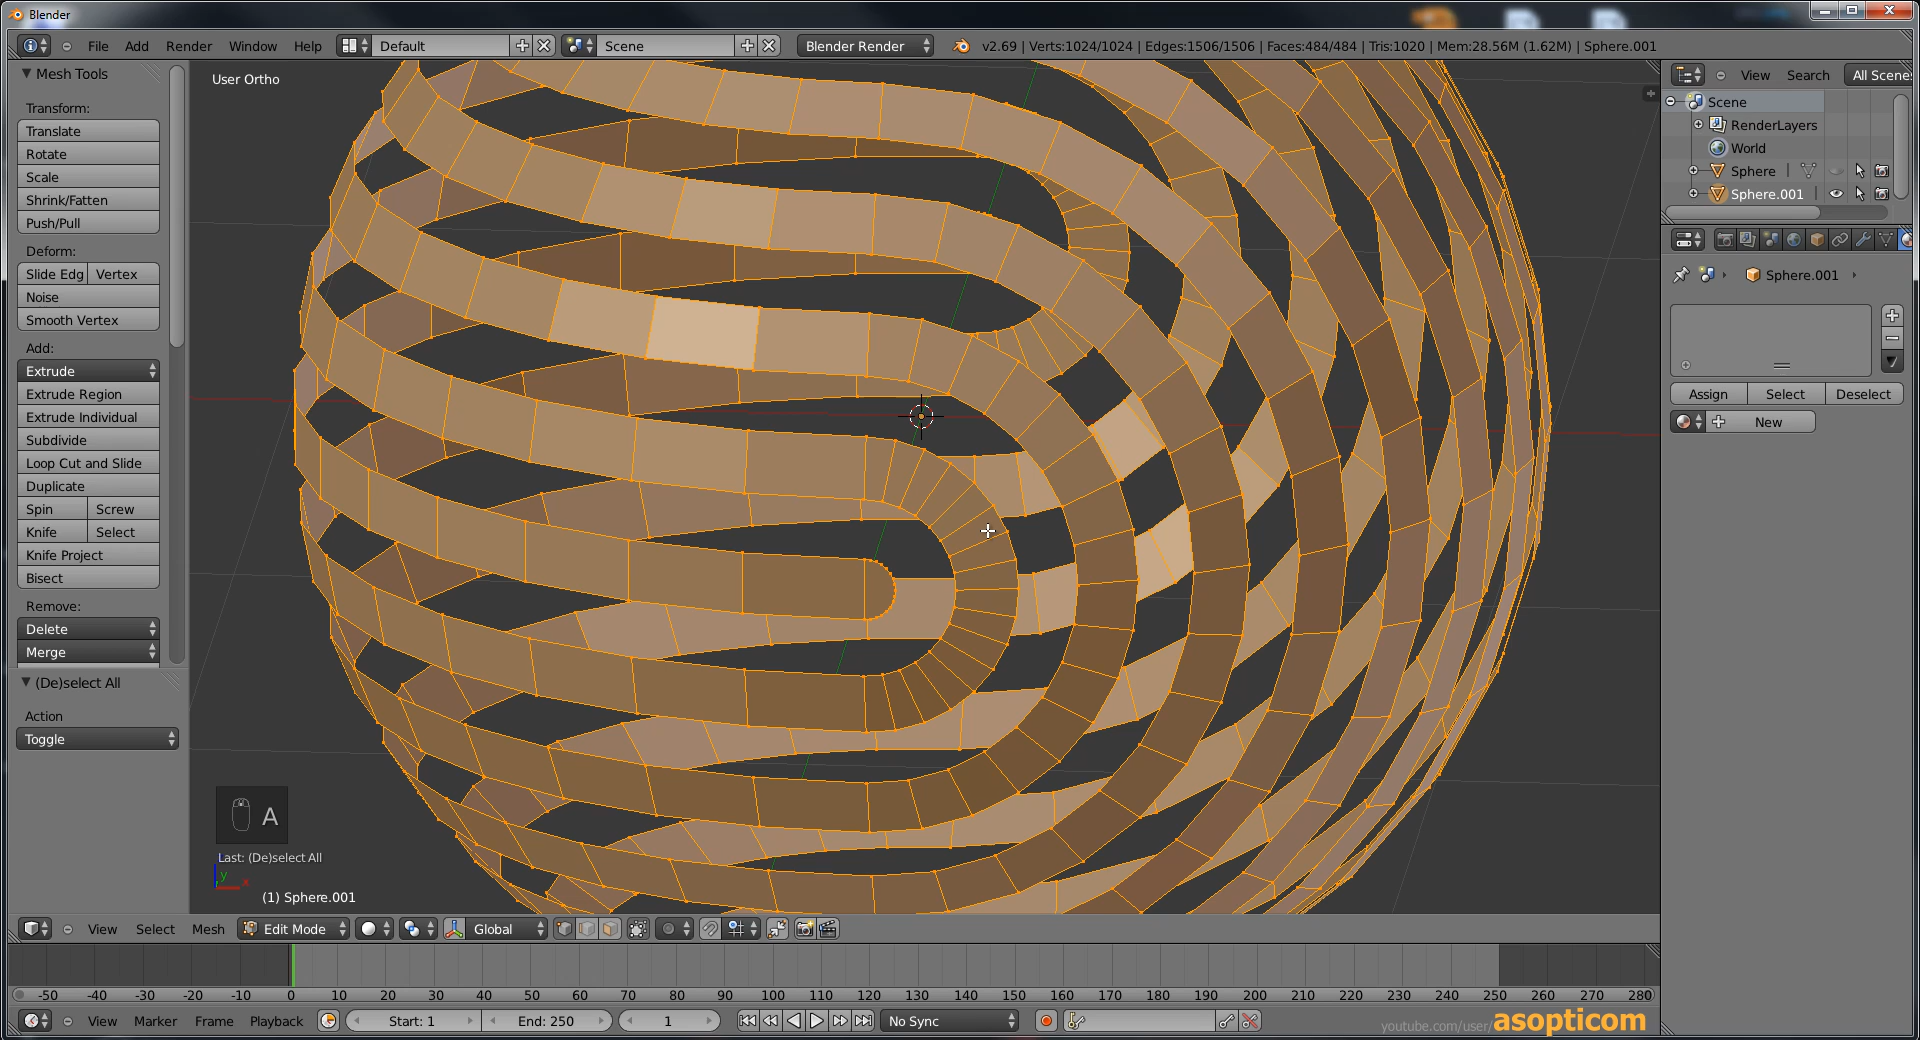 Blender
File Add Render Window Help Default Scene Blender Render v2.69 | Verts:1024/1024 | Edges:1506/1506 | Faces:484/484 | Tris:1020 | Mem:28.56M (1.62M) | Sphere.001
Mesh Tools
Transform:
Translate
Rotate
Scale
Shrink/Fatten
Push/Pull
Deform:
Slide Edg Vertex
Noise
Smooth Vertex
Add:
Extrude
Extrude Region
Extrude Individual
Subdivide
Loop Cut and Slide
Duplicate
Spin Screw
Knife Select
Knife Project
Bisect
Remove:
Delete
Merge
(De)select All
Action
Toggle
User Ortho
A
Last: (De)select All
y
x
(1) Sphere.001
View Select Mesh Edit Mode Global
View Search All Scene
Scene
RenderLayers
World
Sphere
Sphere.001
Sphere.001
Assign Select Deselect
New
-50 -40 -30 -20 -10 0 10 20 30 40 50 60 70 80 90 100 110 120 130 140 150 160 170 180 190 200 210 220 230 240 250 260 270 280
View Marker Frame Playback Start: 1 End: 250 1 No Sync
youtube.com/user/asopticom